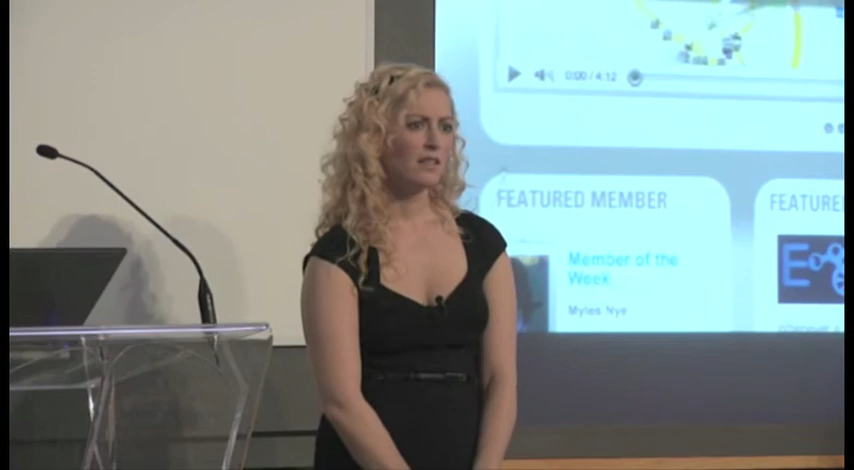 0:00 / 4:12
FEATURED MEMBER
FEATURE
Member of the
Week
Myles Nye
E